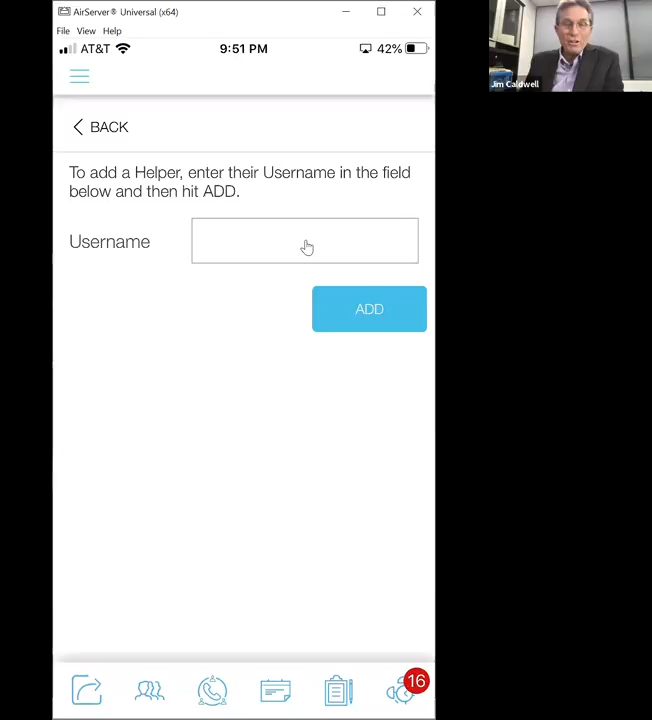 AirServer® Universal (x64)
File View Help
AT&T 9:51 PM 42%
BACK
To add a Helper, enter their Username in the field
below and then hit ADD.
Username
ADD
16
Jim Caldwell